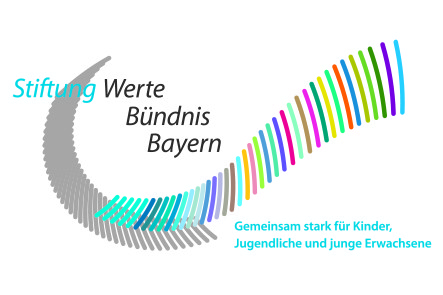 Stiftung Werte
Bündnis
Bayern
Gemeinsam stark für Kinder,
Jugendliche und junge Erwachsene